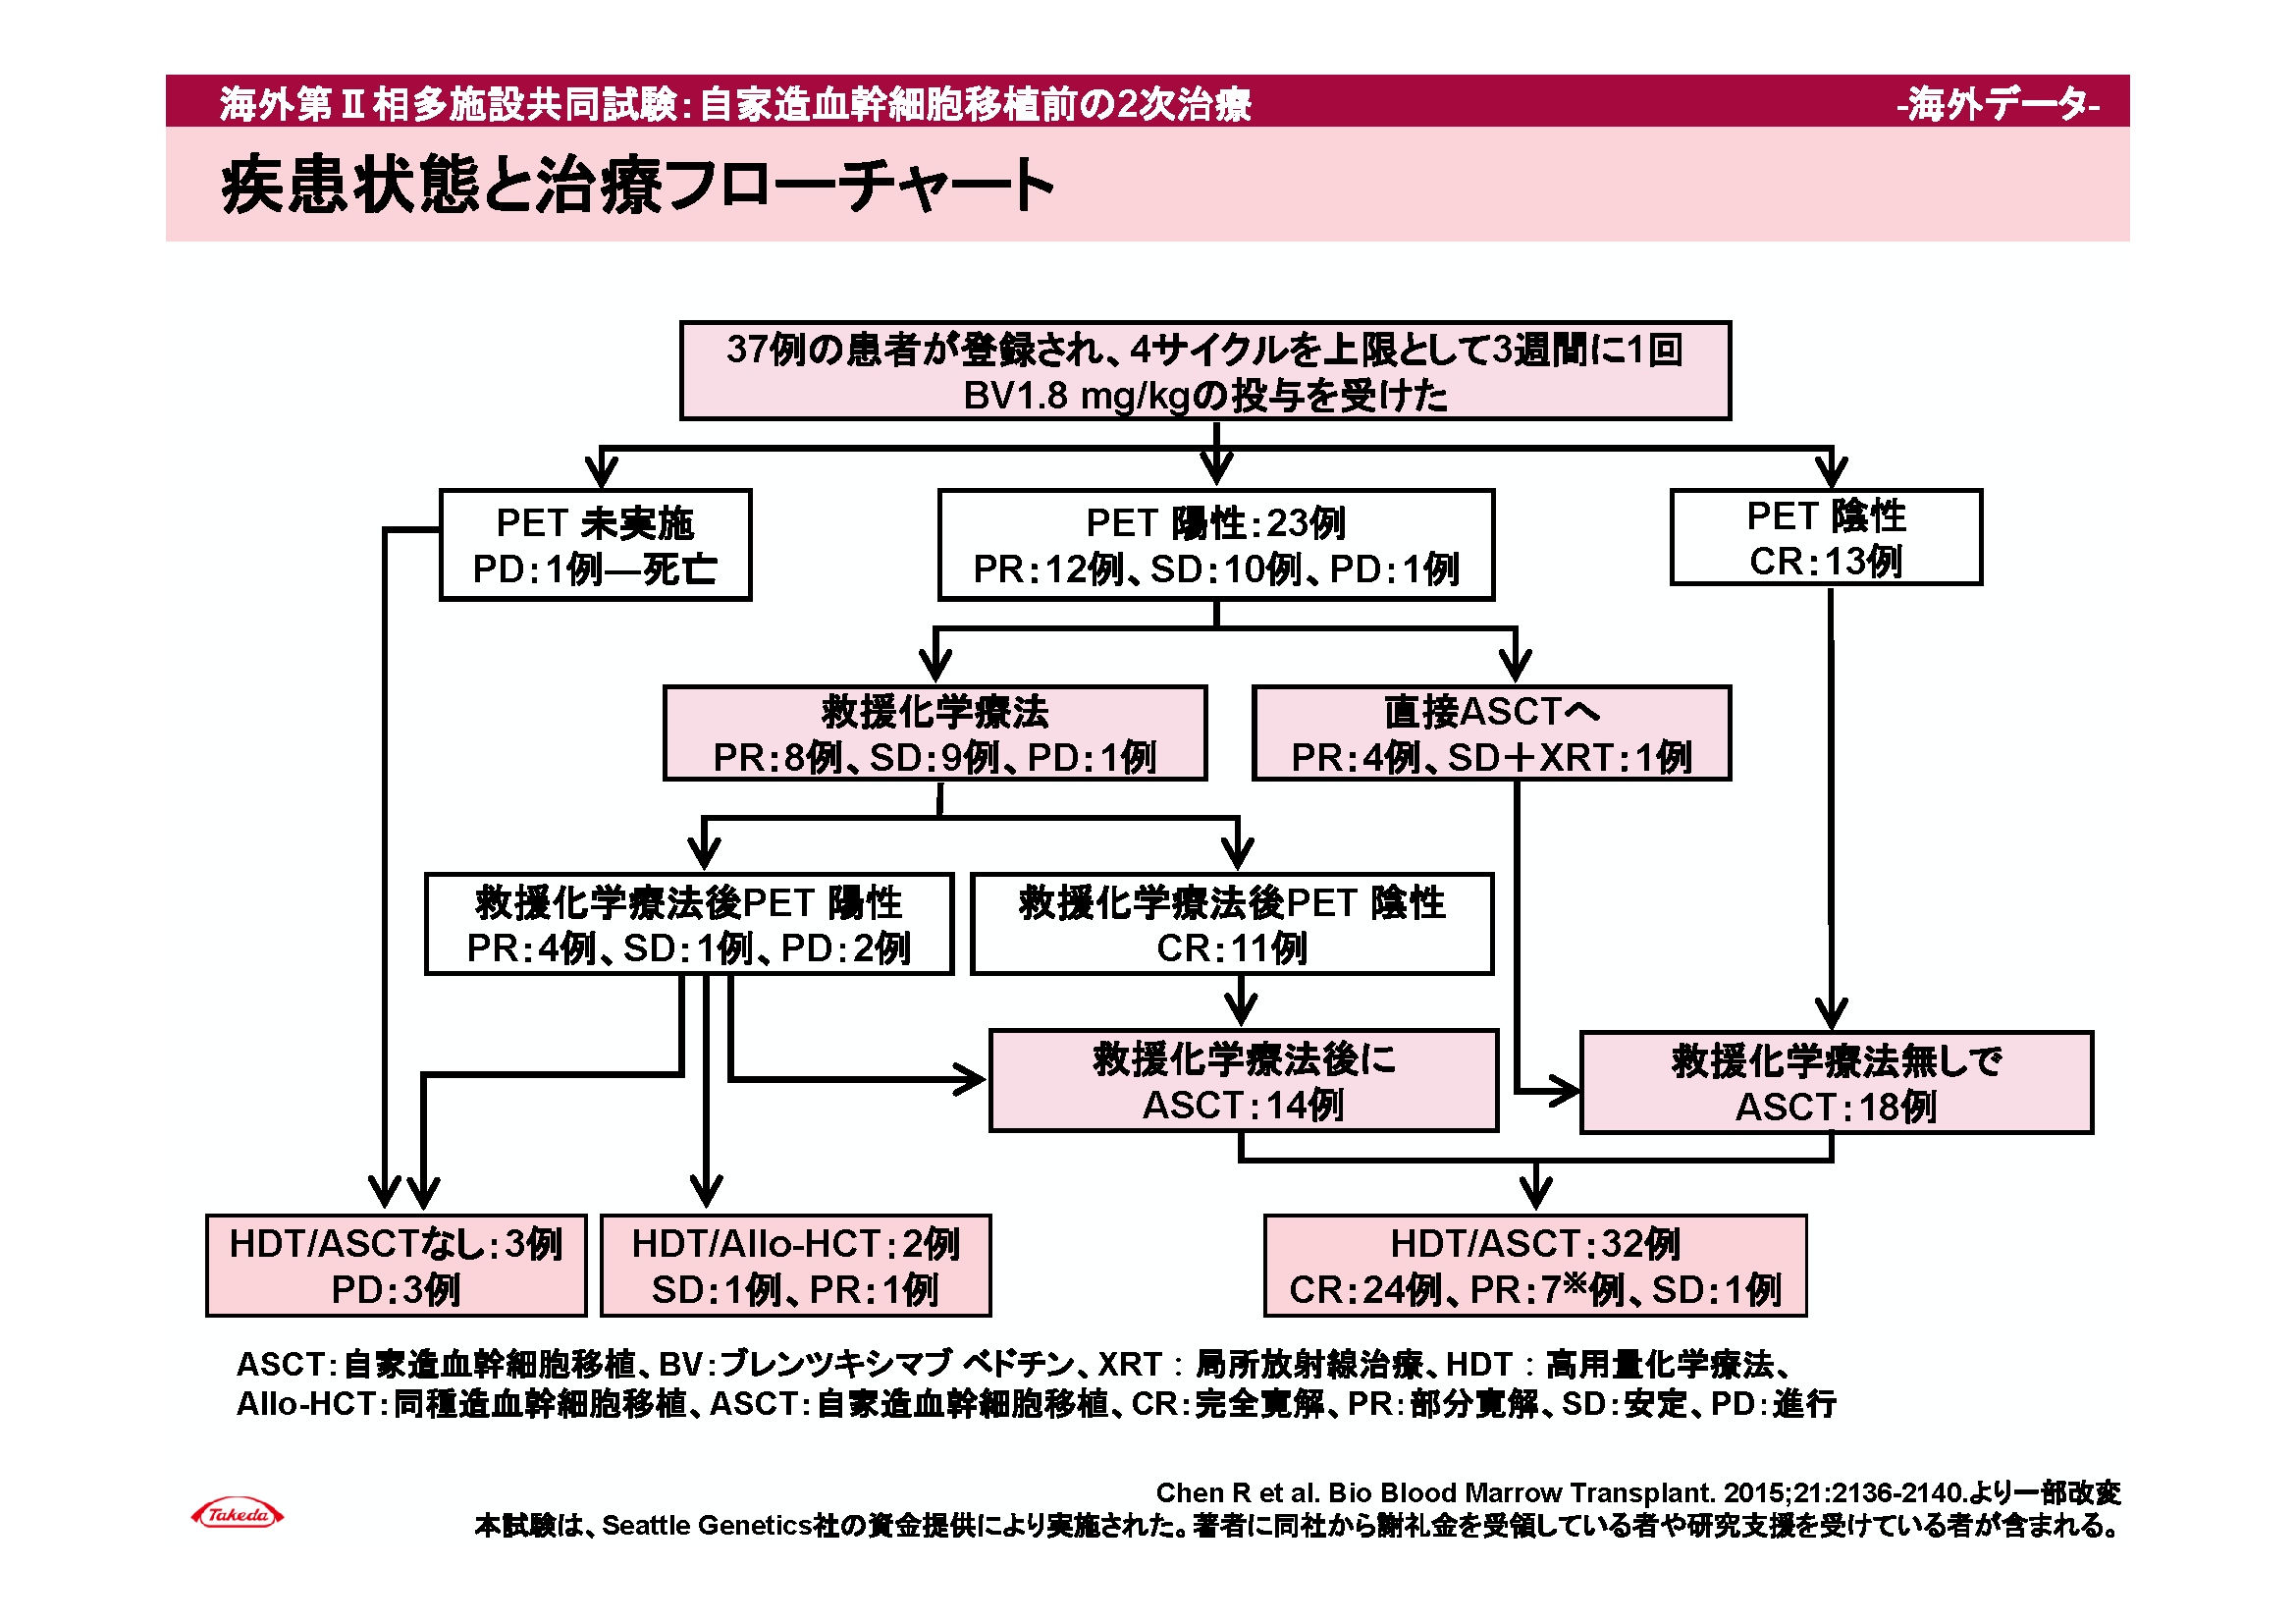 海外第Ⅱ相多施設共同試験：自家造血幹細胞移植前の2次治療
-海外データ-
疾患状態と治療フローチャート
37例の患者が登録され、4サイクルを上限として3週間に1回
BV1.8 mg/kgの投与を受けた
PET 未実施
PD：1例―死亡
PET 陽性：23例
PR：12例、SD：10例、PD：1例
PET 陰性
CR：13例
救援化学療法
PR：8例、SD：9例、PD：1例
直接ASCTへ
PR：4例、SD＋XRT：1例
救援化学療法後PET 陽性
PR：4例、SD：1例、PD：2例
救援化学療法後PET 陰性
CR：11例
救援化学療法後に
ASCT：14例
救援化学療法無しで
ASCT：18例
HDT/ASCTなし：3例
PD：3例
HDT/Allo-HCT：2例
SD：1例、PR：1例
HDT/ASCT：32例
CR：24例、PR：7※例、SD：1例
ASCT：自家造血幹細胞移植、BV：ブレンツキシマブ ベドチン、XRT：局所放射線治療、HDT：高用量化学療法、
Allo-HCT：同種造血幹細胞移植、ASCT：自家造血幹細胞移植、CR：完全寛解、PR：部分寛解、SD：安定、PD：進行
Chen R et al. Bio Blood Marrow Transplant. 2015;21:2136-2140.より一部改変
Takeda
本試験は、Seattle Genetics社の資金提供により実施された。著者に同社から謝礼金を受領している者や研究支援を受けている者が含まれる。